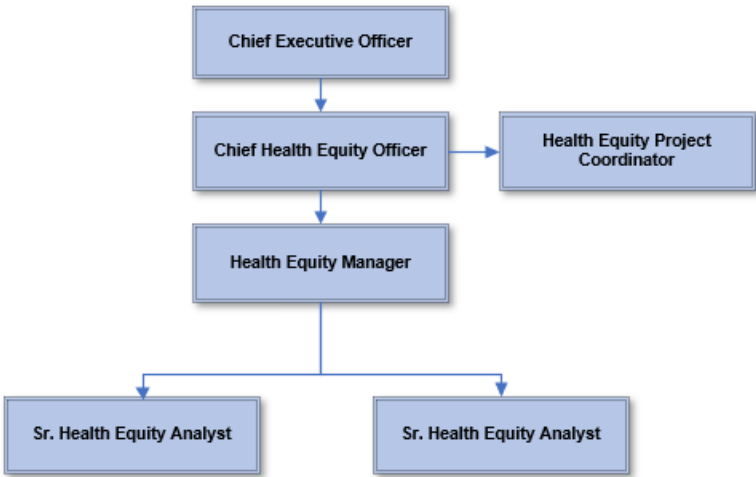 Chief Executive Officer
Chief Health Equity Officer
Health Equity Project
Coordinator
Health Equity Manager
Sr. Health Equity Analyst
Sr. Health Equity Analyst